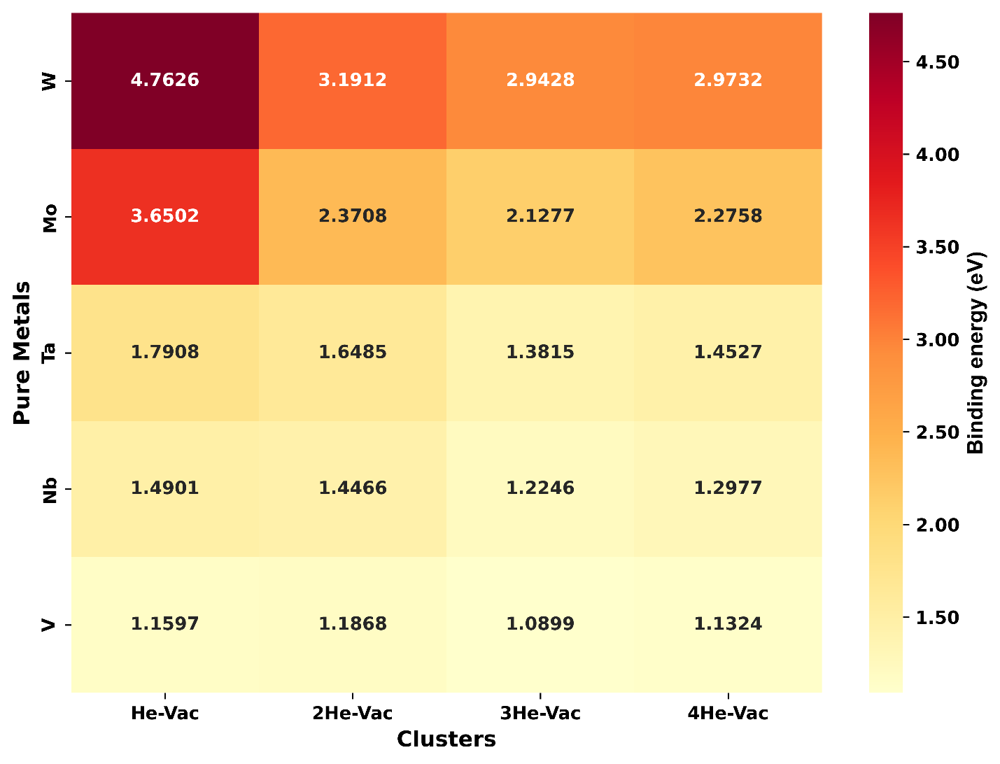 W 4.7626 3.1912 2.9428 2.9732
Mo 3.6502 2.3708 2.1277 2.2758
Ta 1.7908 1.6485 1.3815 1.4527
Nb 1.4901 1.4466 1.2246 1.2977
V 1.1597 1.1868 1.0899 1.1324
He-Vac 2He-Vac 3He-Vac 4He-Vac
Clusters
Pure Metals
4.50
4.00
3.50
3.00
2.50
2.00
1.50
Binding energy (eV)